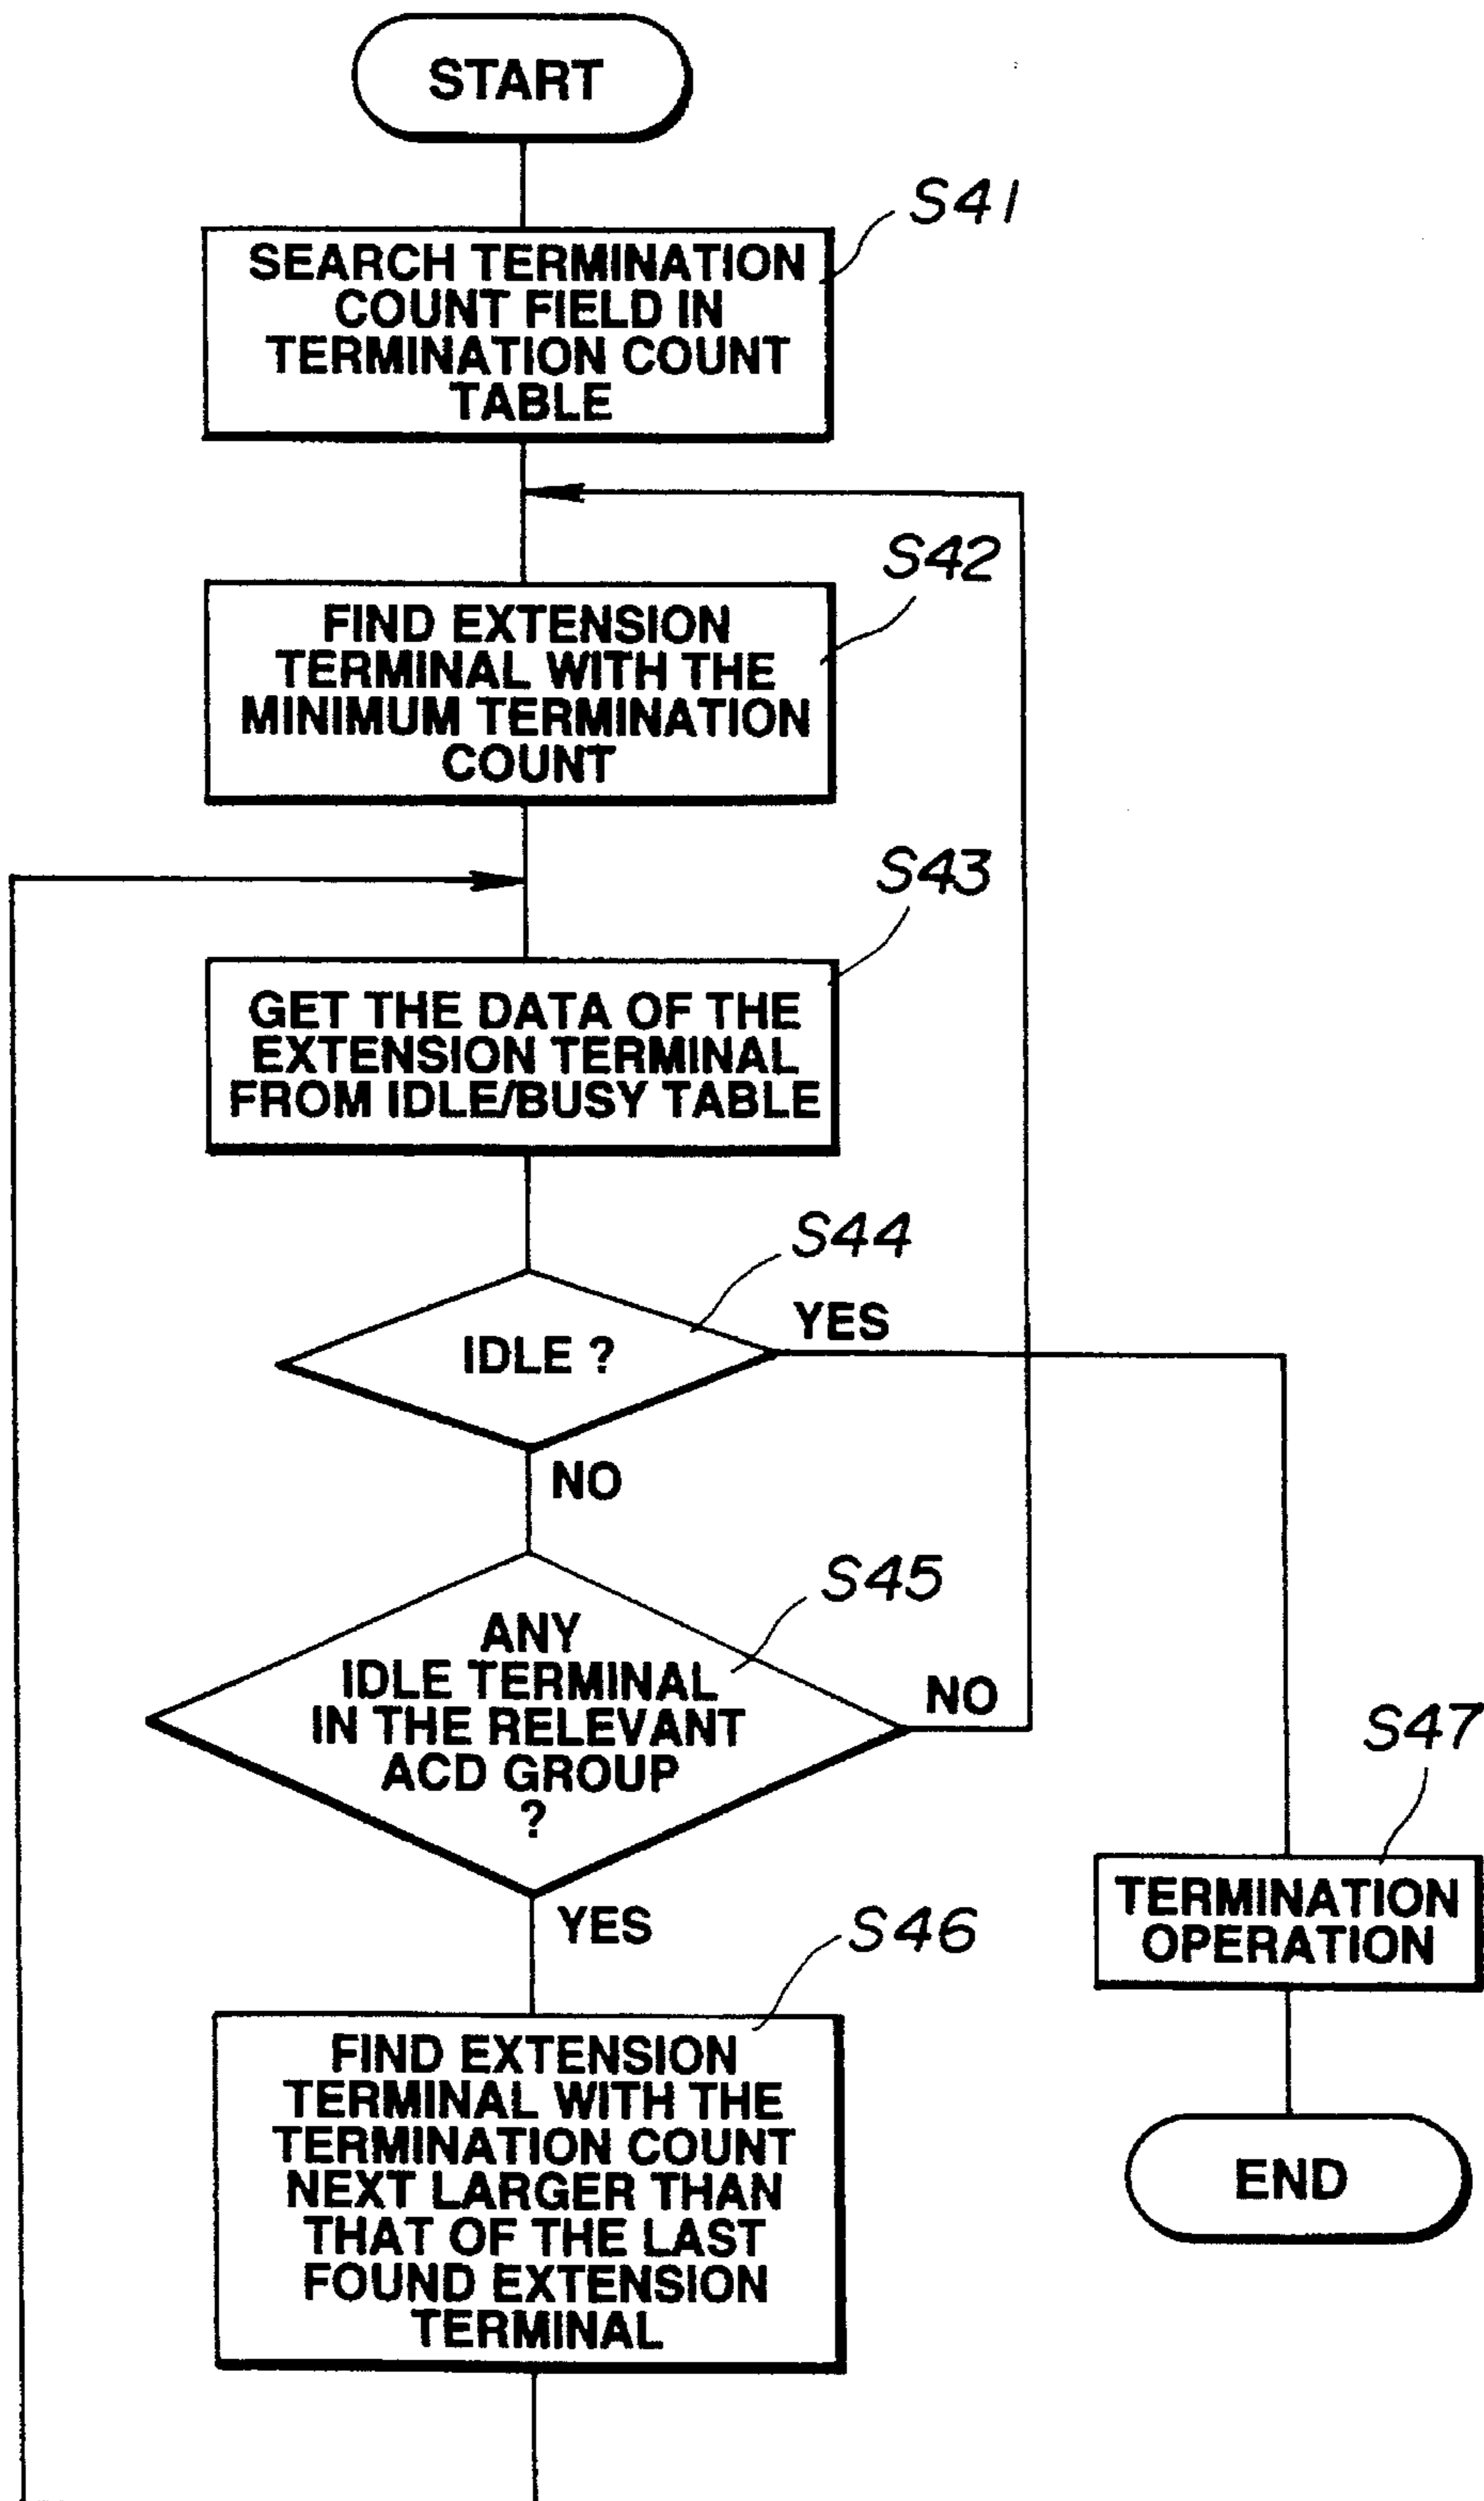 START
S41
SEARCH TERMINATION
COUNT FIELD IN
TERMINATION COUNT
TABLE
S42
FIND EXTENSION
TERMINAL WITH THE
MINIMUM TERMINATION
COUNT
S43
GET THE DATA OF THE
EXTENSION TERMINAL
FROM IDLE/BUSY TABLE
S44
YES
IDLE ?
NO
S45
ANY
IDLE TERMINAL
IN THE RELEVANT
ACD GROUP
?
NO
S47
TERMINATION
OPERATION
YES
S46
FIND EXTENSION
TERMINAL WITH THE
TERMINATION COUNT
NEXT LARGER THAN
THAT OF THE LAST
FOUND EXTENSION
TERMINAL
END